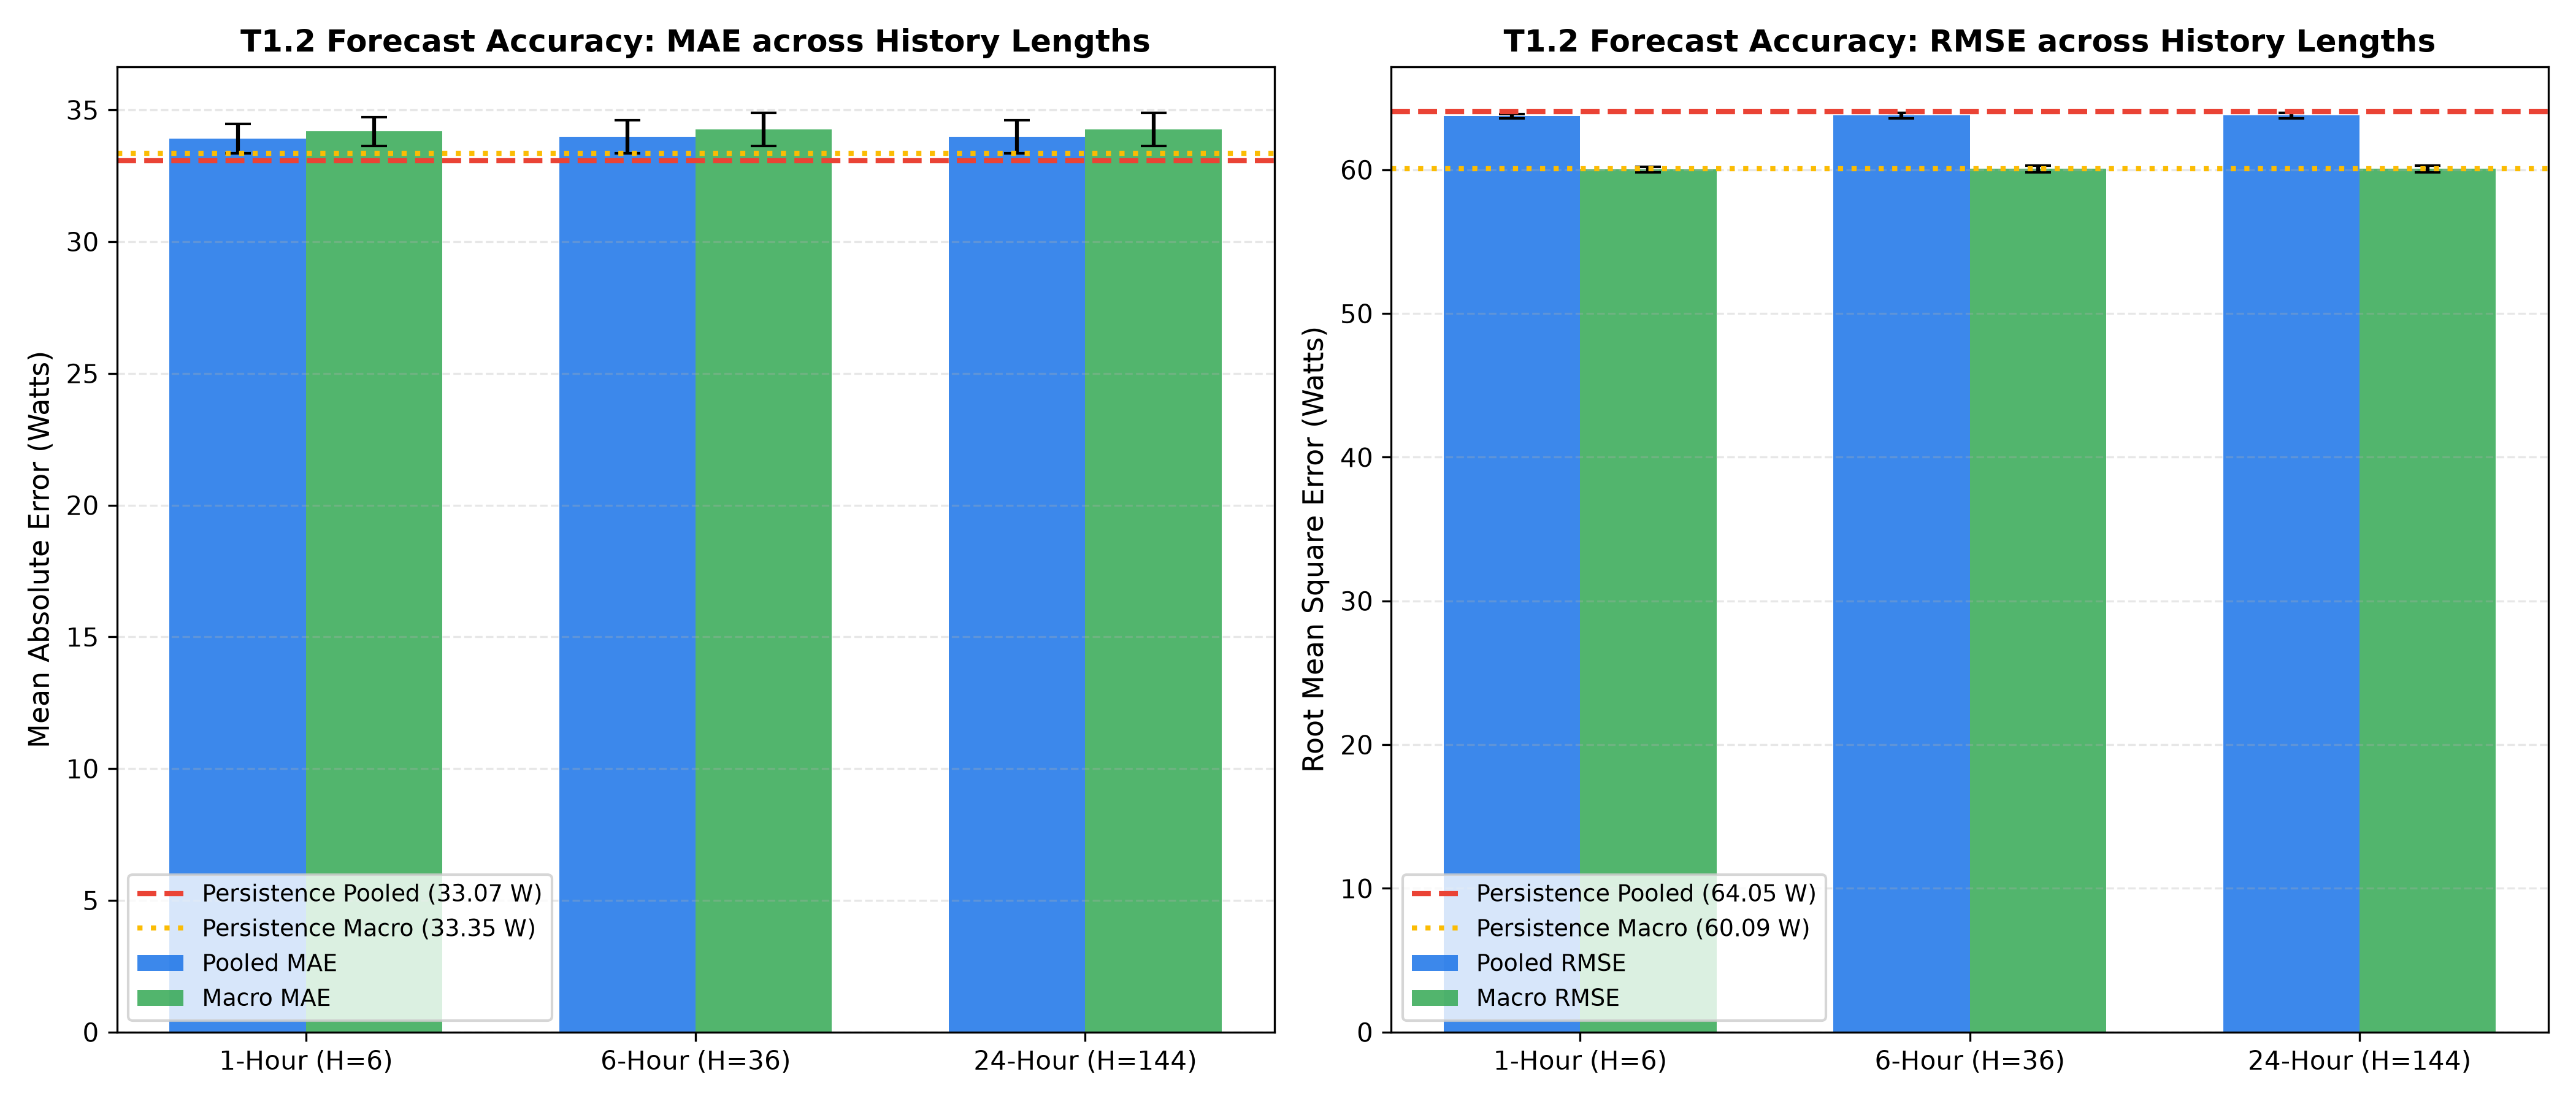 T1.2 Forecast Accuracy: MAE across History Lengths
Mean Absolute Error (Watts)
35
30
25
20
15
10
5
0
Persistence Pooled (33.07 W)
Persistence Macro (33.35 W)
Pooled MAE
Macro MAE
1-Hour (H=6)
6-Hour (H=36)
24-Hour (H=144)
T1.2 Forecast Accuracy: RMSE across History Lengths
Root Mean Square Error (Watts)
60
50
40
30
20
10
0
Persistence Pooled (64.05 W)
Persistence Macro (60.09 W)
Pooled RMSE
Macro RMSE
1-Hour (H=6)
6-Hour (H=36)
24-Hour (H=144)